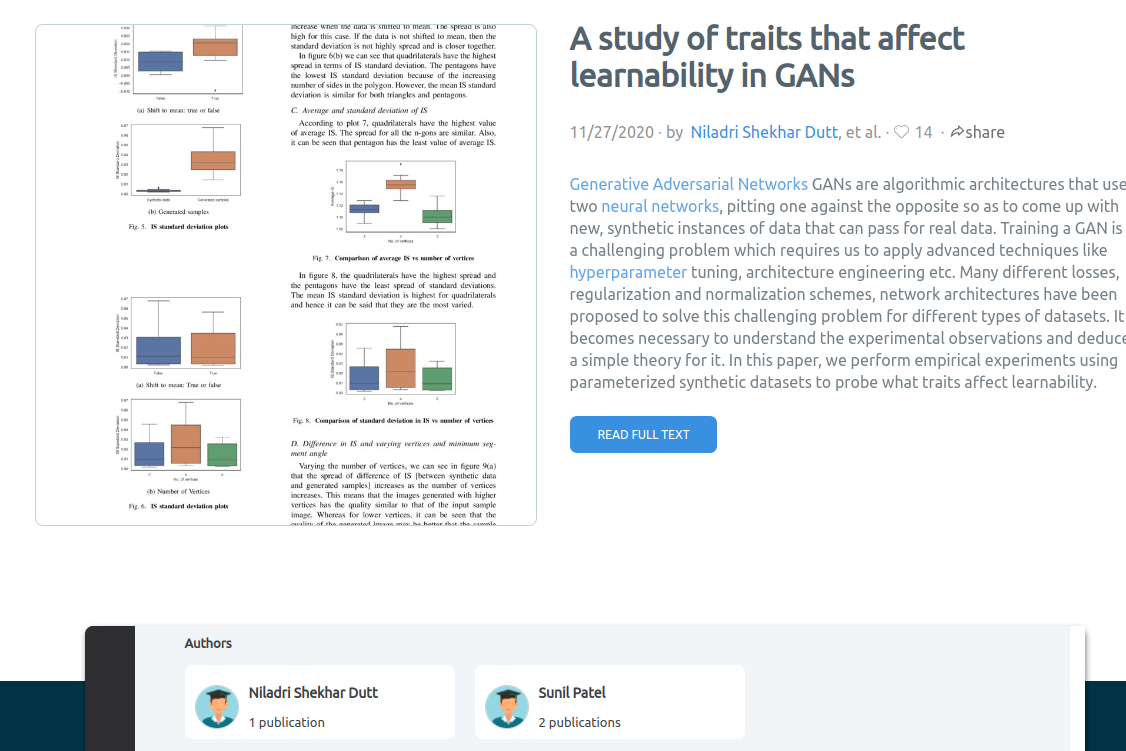 (a) Shift to mean: true or false
(b) Generated samples
Fig. 5. IS standard deviation plots
(a) Shift to mean: True or false
No. of vertices
(b) Number of Vertices
Fig. 6. IS standard deviation plots
increase when the data is shifted to mean. The spread is also
high for this case. If the data is not shifted to mean, then the
standard deviation is not highly spread and is closer together.
In figure 6(b) we can see that quadrilaterals have the highest
spread in terms of IS standard deviation. The pentagons have
the lowest IS standard deviation because of the increasing
number of sides in the polygon. However, the mean IS standard
deviation is similar for both triangles and pentagons.
C. Average and standard deviation of IS
According to plot 7, quadrilaterals have the highest value
of average IS. The spread for all the n-gons are similar. Also,
it can be seen that pentagon has the least value of average IS.
No. of vertices
Fig. 7. Comparison of average IS vs number of vertices
In figure 8, the quadrilaterals have the highest spread and
the pentagons have the least spread of standard deviations.
The mean IS standard deviation is highest for quadrilaterals
and hence it can be said that they are the most varied.
No. of vertices
Fig. 8. Comparison of standard deviation in IS vs number of vertices
D. Difference in IS and varying vertices and minimum seg-
ment angle
Varying the number of vertices, we can see in figure 9(a)
that the spread of difference of IS [between synthetic data
and generated samples] increases as the number of vertices
increases. This means that the images generated with higher
vertices has the quality similar to that of the input sample
image. Whereas for lower vertices, it can be seen that the
quality of the generated image may be better that the sample
A study of traits that affect
learnability in GANs
11/27/2020 · by Niladri Shekhar Dutt, et al. · 14 · share
Generative Adversarial Networks GANs are algorithmic architectures that use
two neural networks, pitting one against the opposite so as to come up with
new, synthetic instances of data that can pass for real data. Training a GAN is
a challenging problem which requires us to apply advanced techniques like
hyperparameter tuning, architecture engineering etc. Many different losses,
regularization and normalization schemes, network architectures have been
proposed to solve this challenging problem for different types of datasets. It
becomes necessary to understand the experimental observations and deduce
a simple theory for it. In this paper, we perform empirical experiments using
parameterized synthetic datasets to probe what traits affect learnability.
READ FULL TEXT
Authors
Niladri Shekhar Dutt
1 publication
Sunil Patel
2 publications